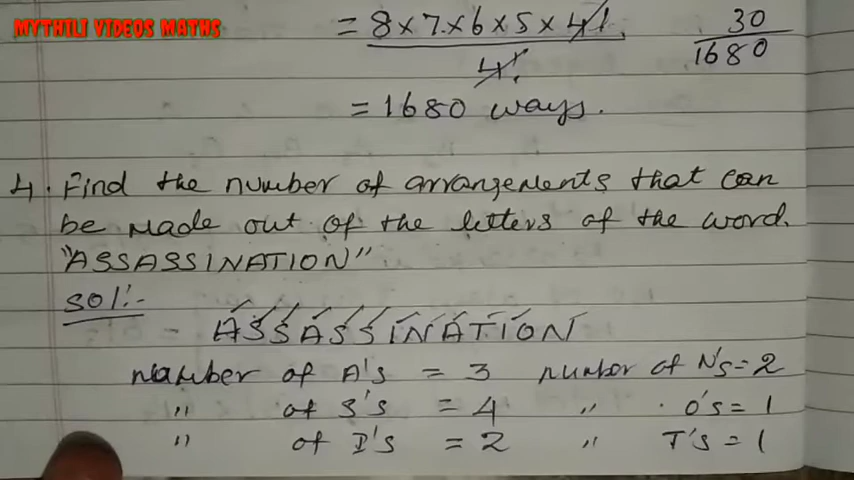 MYTHILI VIDEOS MATHS
= 8 x 7 x 6 x 5 x 4!
4!
30
1680
= 1680 ways.
4. Find the number of arrangements that can
be made out of the letters of the word.
"ASSASSINATION"
Sol:-
- ASSASSINATION
number of A's = 3 number of N's = 2
" of S's = 4 " O's = 1
" of I's = 2 " T's = 1